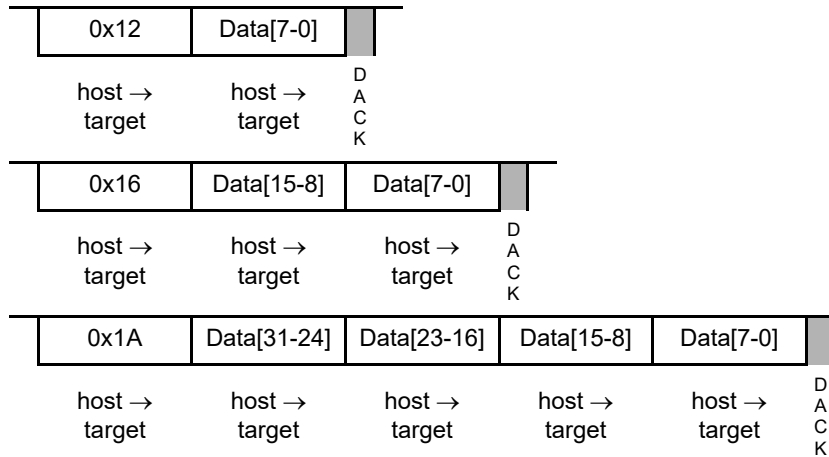 0x12 Data[7-0]
host → host →
target target
D
A
C
K
0x16 Data[15-8] Data[7-0]
host → host → host →
target target target
D
A
C
K
0x1A Data[31-24] Data[23-16] Data[15-8] Data[7-0]
host → host → host → host → host →
target target target target target
D
A
C
K